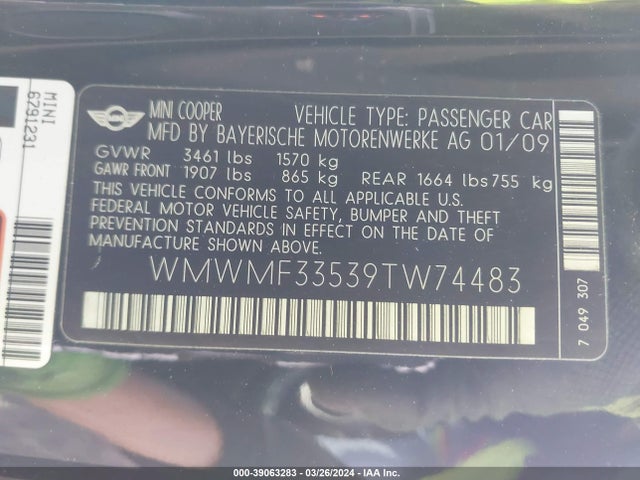 MINI
6791231
MINI COOPER VEHICLE TYPE: PASSENGER CAR
MFD BY BAYERISCHE MOTORENWERKE AG 01/09
GVWR 3461 lbs 1570 kg
GAWR FRONT 1907 lbs 865 kg REAR 1664 lbs 755 kg
THIS VEHICLE CONFORMS TO ALL APPLICABLE U.S.
FEDERAL MOTOR VEHICLE SAFETY, BUMPER AND THEFT
PREVENTION STANDARDS IN EFFECT ON THE DATE OF
MANUFACTURE SHOWN ABOVE.
WMWMF33539TW74483
7 049 307
000-39063283 - 03/26/2024 - IAA Inc.